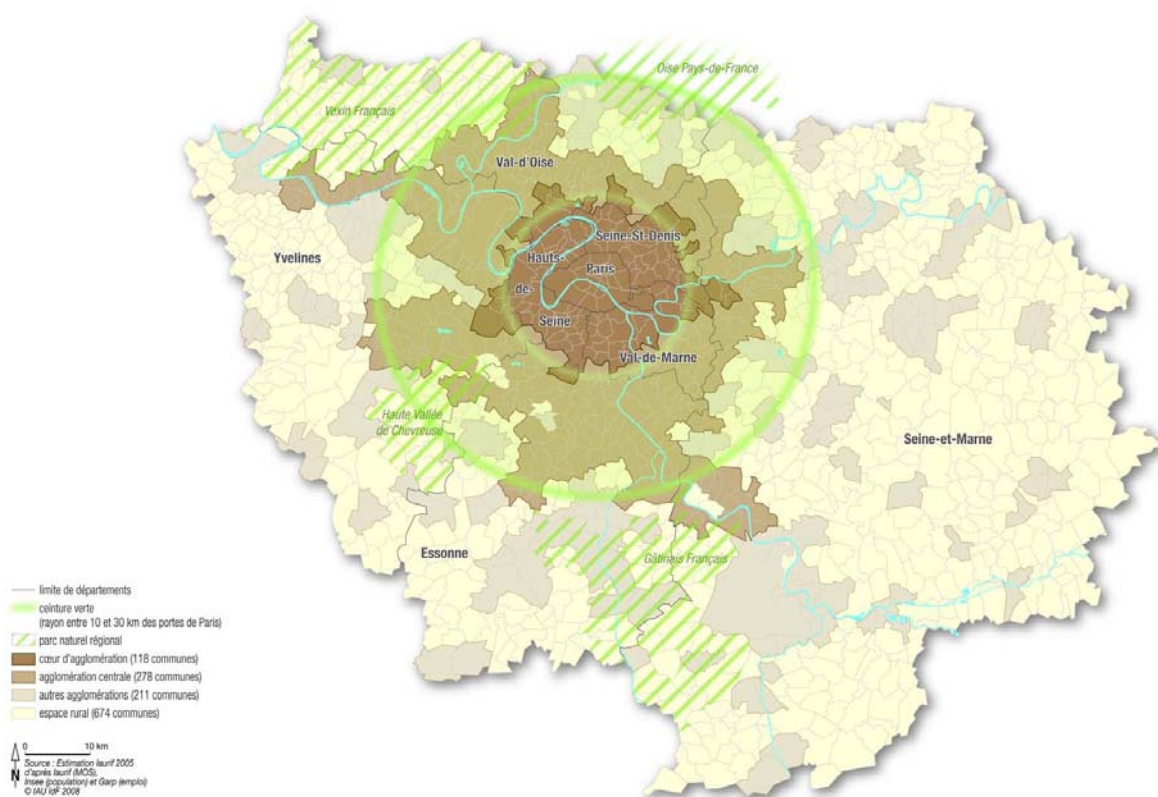 Oise Pays-de-France
Vexin Français
Val-d'Oise
Seine-St-Denis
Yvelines
Hauts-
Paris
de-
Seine
Val-de-Marne
Haute Vallée
de Chevreuse
Seine-et-Marne
Essonne
Gâtinais Français
limite de départements
ceinture verte
(rayon entre 10 et 30 km des portes de Paris)
parc naturel régional
cœur d'agglomération (118 communes)
agglomération centrale (278 communes)
autres agglomérations (211 communes)
espace rural (674 communes)
0 10 km
N
Source : Estimation Iaurif 2005
d'après Iaurif (MOS),
Insee (population) et Garp (emploi)
© IAU îdF 2008